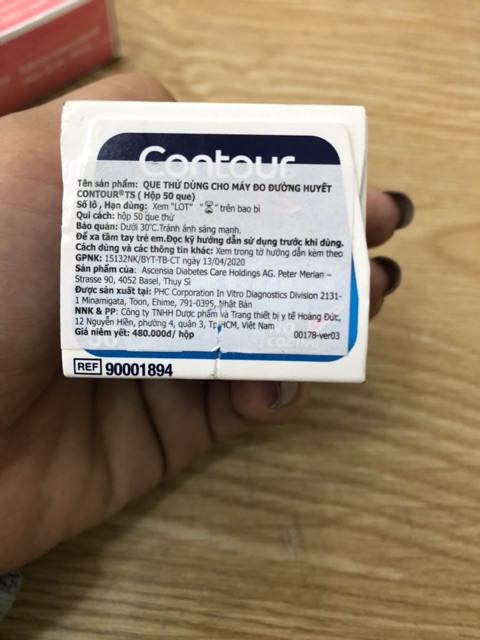 Contour
Tên sản phẩm: QUE THỬ DÙNG CHO MÁY ĐO ĐƯỜNG HUYẾT
CONTOUR®TS ( Hộp 50 que)
Số lô , Hạn dùng: Xem "LOT" "⌛" trên bao bì
Qui cách: hộp 50 que thử
Bảo quản: Dưới 30°C.Tránh ánh sáng mạnh.
Để xa tầm tay trẻ em.Đọc kỹ hướng dẫn sử dụng trước khi dùng.
Cách dùng và các thông tin khác: Xem trong tờ hướng dẫn kèm theo
GPNK: 15132NK/BYT-TB-CT ngày 13/04/2020
Sản phẩm của: Ascensia Diabetes Care Holdings AG. Peter Merian –
Strasse 90, 4052 Basel, Thuy Sĩ
Được sản xuất tại: PHC Corporation In Vitro Diagnostics Division 2131-
1 Minamigata, Toon, Ehime, 791-0395, Nhật Bản
NNK & PP: Công ty TNHH Dược phẩm và Trang thiết bị y tế Hoàng Đức,
12 Nguyễn Hiền, phường 4, quận 3, TpHCM, Việt Nam
Giá niêm yết: 480.000đ/ hộp 00178-ver03
NO
CODING
REF 90001894